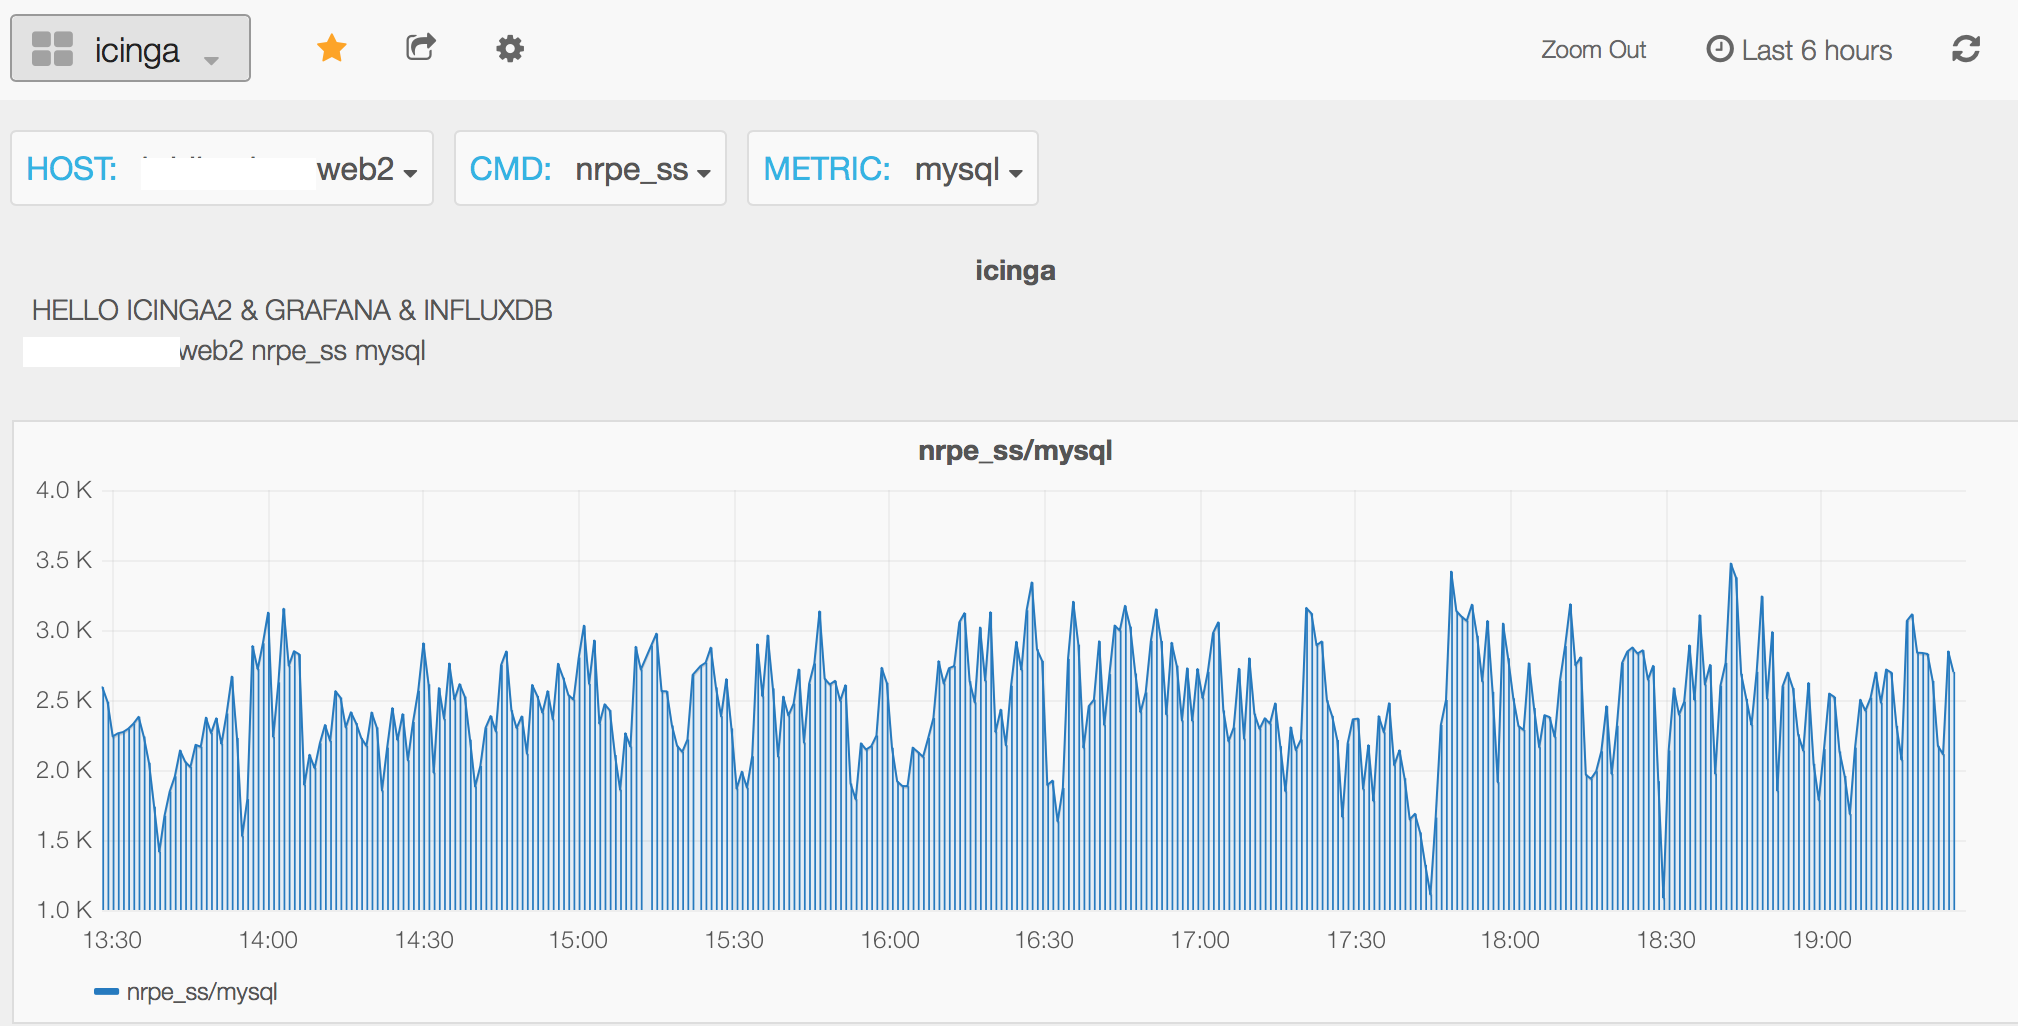 icinga
Zoom Out
Last 6 hours
HOST: web2
CMD: nrpe_ss
METRIC: mysql
icinga
HELLO ICINGA2 & GRAFANA & INFLUXDB
web2 nrpe_ss mysql
nrpe_ss/mysql
4.0 K
3.5 K
3.0 K
2.5 K
2.0 K
1.5 K
1.0 K
13:30 14:00 14:30 15:00 15:30 16:00 16:30 17:00 17:30 18:00 18:30 19:00
nrpe_ss/mysql